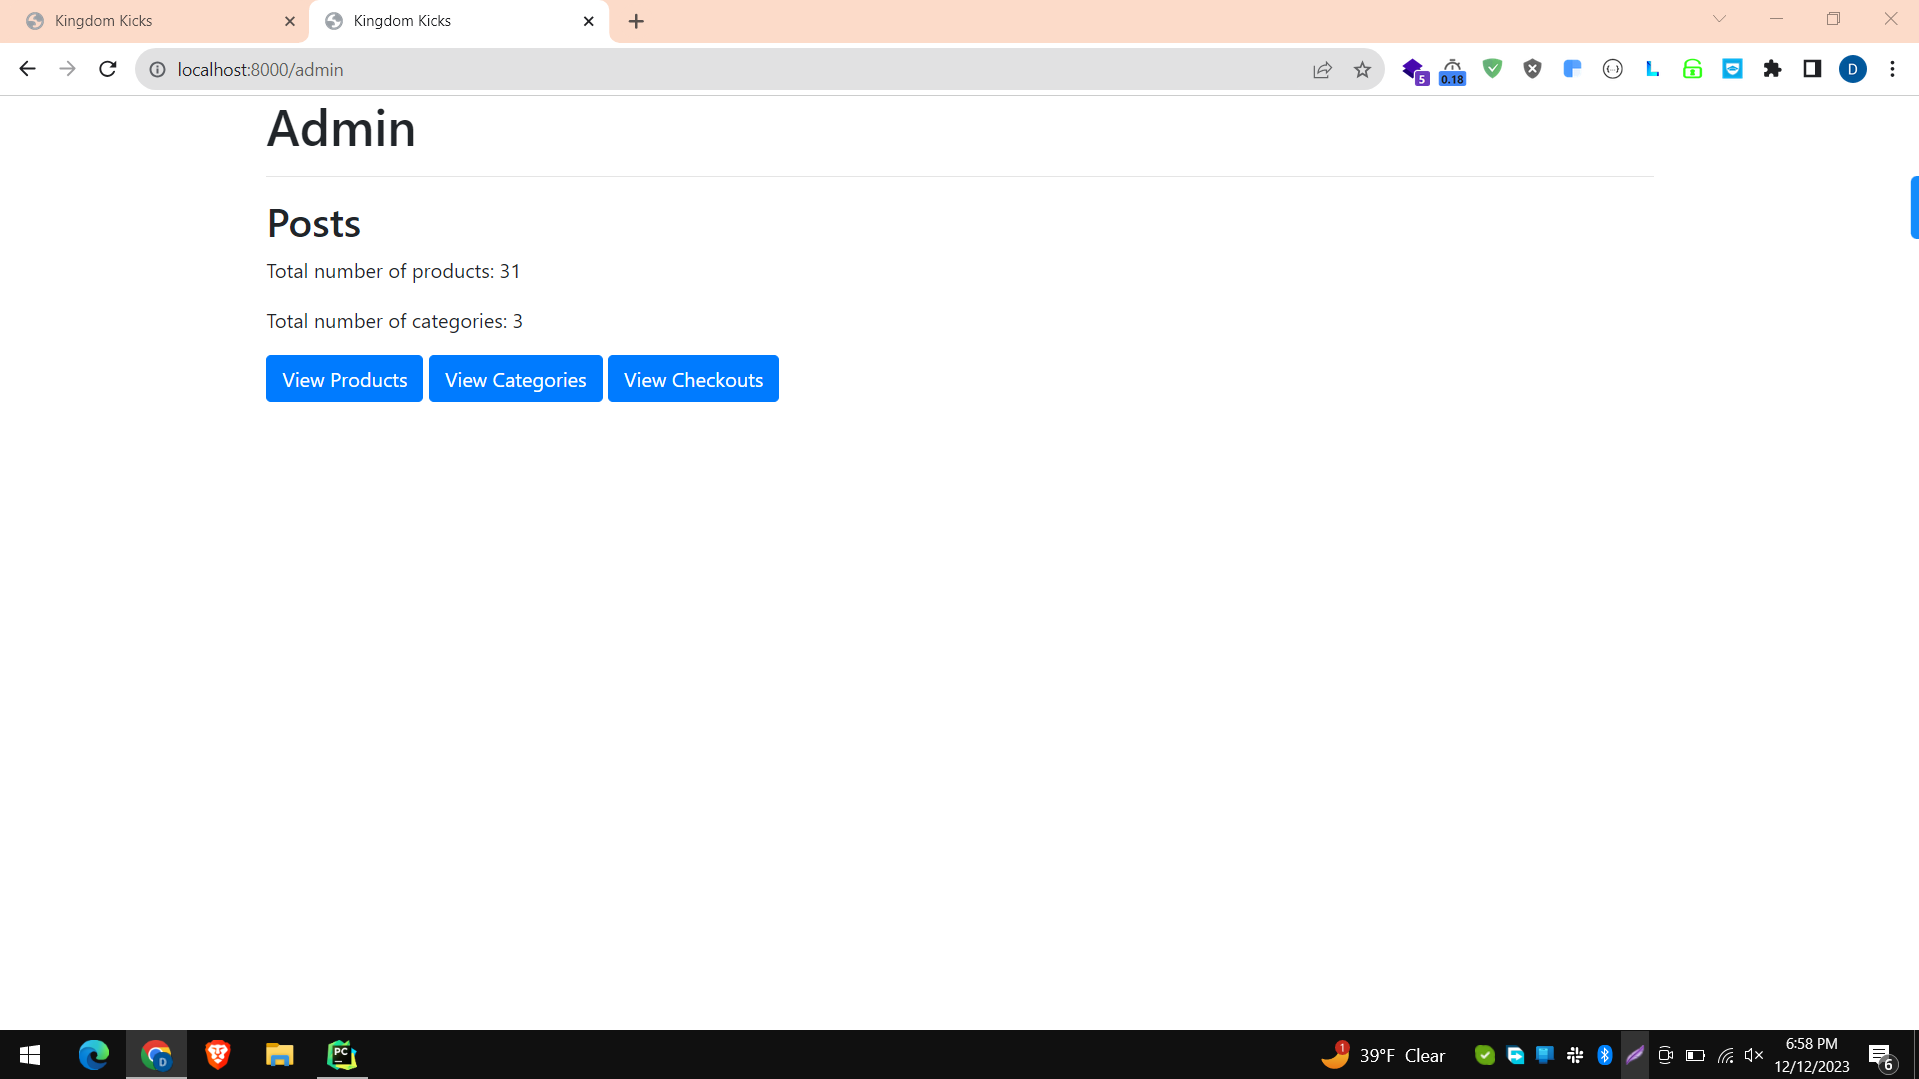 Kingdom Kicks
Kingdom Kicks
localhost:8000/admin
5
0.18
D
Admin
Posts
Total number of products: 31
Total number of categories: 3
View Products View Categories View Checkouts
D
PC
1
39°F Clear
6:58 PM
12/12/2023
6